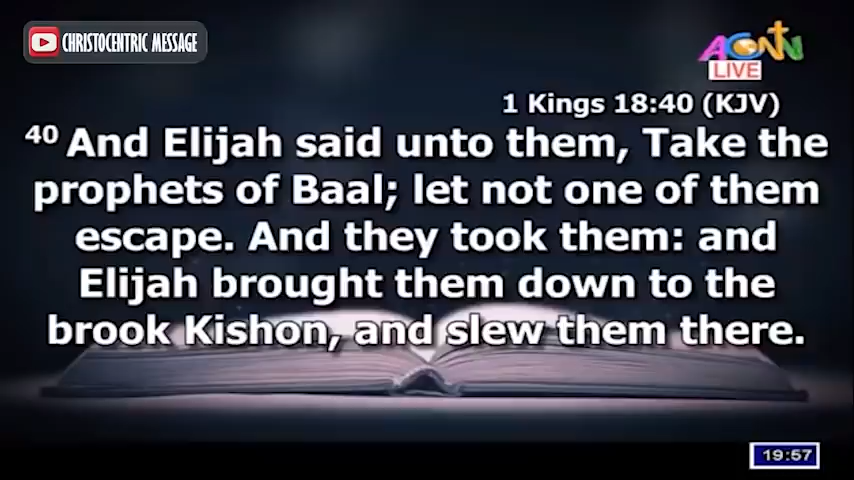 CHRISTOCENTRIC MESSAGE
AGNN
LIVE
1 Kings 18:40 (KJV)
40 And Elijah said unto them, Take the
prophets of Baal; let not one of them
escape. And they took them: and
Elijah brought them down to the
brook Kishon, and slew them there.
19:57